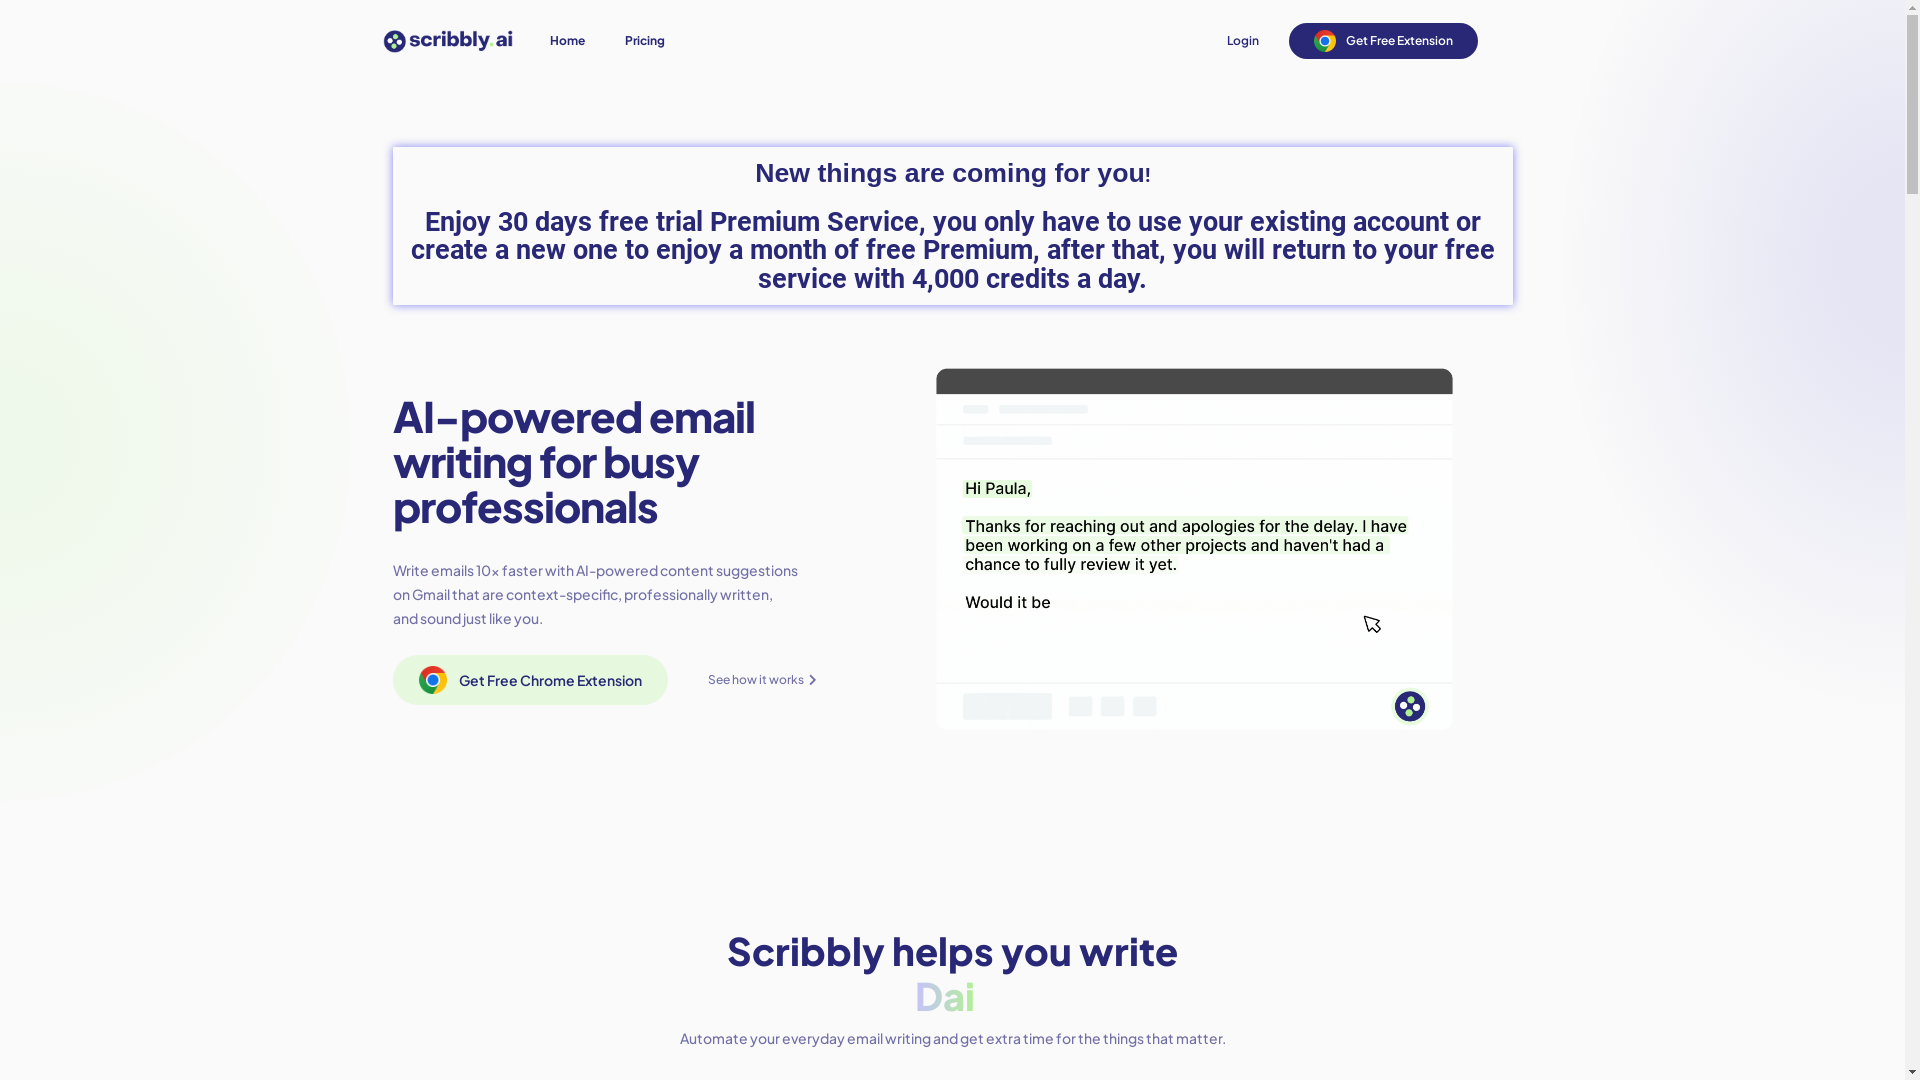 scribbly.ai
Home
Pricing
Login
Get Free Extension
New things are coming for you!
Enjoy 30 days free trial Premium Service, you only have to use your existing account or
create a new one to enjoy a month of free Premium, after that, you will return to your free
service with 4,000 credits a day.
AI-powered email
writing for busy
professionals
Write emails 10x faster with AI-powered content suggestions
on Gmail that are context-specific, professionally written,
and sound just like you.
Get Free Chrome Extension
See how it works
Hi Paula,
Thanks for reaching out and apologies for the delay. I have
been working on a few other projects and haven't had a
chance to fully review it yet.
Would it be
Scribbly helps you write
Dai
Automate your everyday email writing and get extra time for the things that matter.